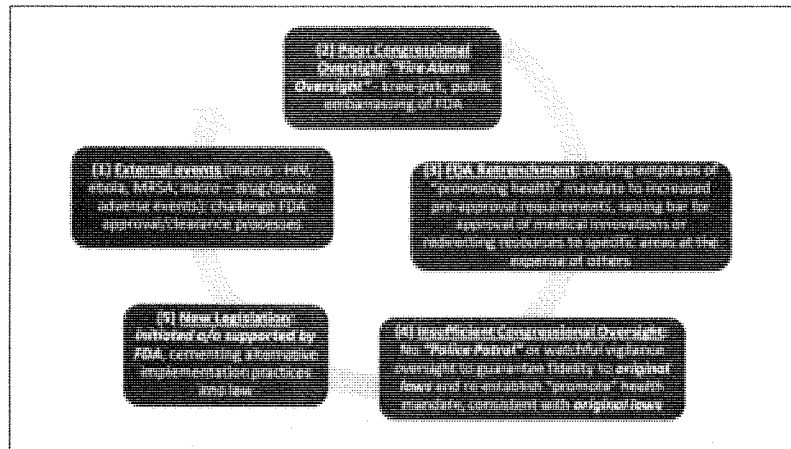 (2) Poor Congressional
Oversight: "Fire Alarm
Oversight" - knee-jerk, public
embarrassing of FDA
(1) External events (macro - HIV,
ebola, MRSA, micro – drug/device
adverse events) challenge FDA
approval/clearance processes
(3) FDA Retrenchment: shifting emphasis of
"promoting health" mandate to increased
pre-approval requirements, raising bar for
approval of medical innovations or
redirecting resources to specific areas at the
expense of others
(5) New Legislation:
initiated a/o supported by
FDA, cementing alternative
implementation practices
into law
(4) Insufficient Congressional Oversight:
No "Police Patrol" or watchful vigilance
oversight to guarantee fidelity to original
laws and re-establish "promote" health
mandate, consistent with original laws